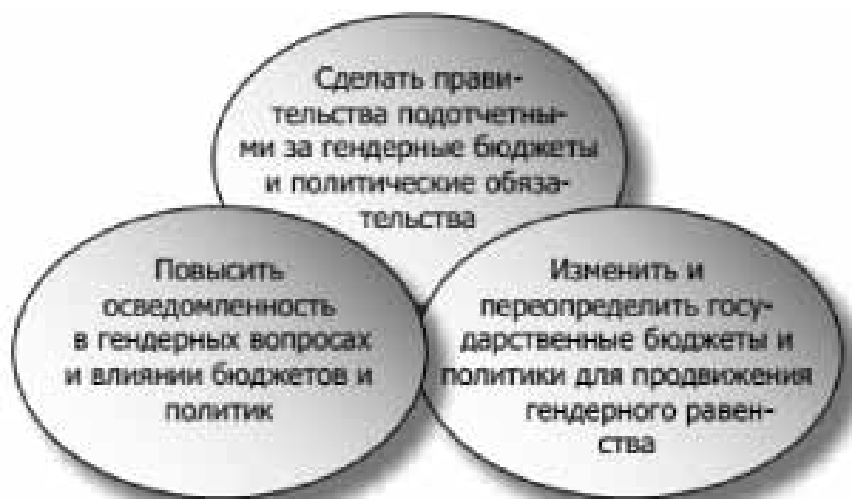 Сделать прави-
тельства подотчетны-
ми за гендерные бюджеты
и политические обяза-
тельства
Повысить
осведомленность
в гендерных вопросах
и влиянии бюджетов и
политик
Изменить и
переопределить госу-
дарственные бюджеты и
политики для продвижения
гендерного равен-
ства